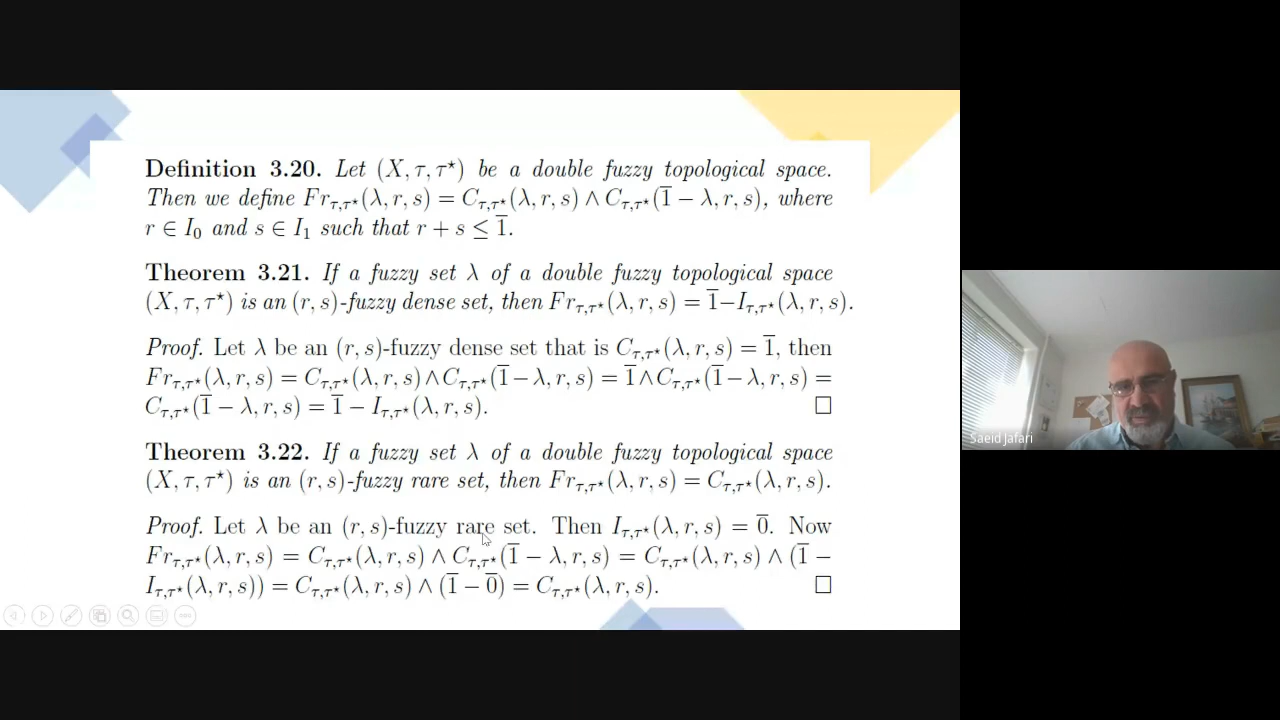 Definition 3.20. Let (X, τ, τ⋆) be a double fuzzy topological space.
Then we define Fr_{τ,τ⋆}(λ, r, s) = C_{τ,τ⋆}(λ, r, s) ∧ C_{τ,τ⋆}(1̅ − λ, r, s), where
r ∈ I₀ and s ∈ I₁ such that r + s ≤ 1̅.
Theorem 3.21. If a fuzzy set λ of a double fuzzy topological space
(X, τ, τ⋆) is an (r, s)-fuzzy dense set, then Fr_{τ,τ⋆}(λ, r, s) = 1̅−I_{τ,τ⋆}(λ, r, s).
Proof. Let λ be an (r, s)-fuzzy dense set that is C_{τ,τ⋆}(λ, r, s) = 1̅, then
Fr_{τ,τ⋆}(λ, r, s) = C_{τ,τ⋆}(λ, r, s)∧C_{τ,τ⋆}(1̅−λ, r, s) = 1̅∧C_{τ,τ⋆}(1̅−λ, r, s) =
C_{τ,τ⋆}(1̅ − λ, r, s) = 1̅ − I_{τ,τ⋆}(λ, r, s). □
Theorem 3.22. If a fuzzy set λ of a double fuzzy topological space
(X, τ, τ⋆) is an (r, s)-fuzzy rare set, then Fr_{τ,τ⋆}(λ, r, s) = C_{τ,τ⋆}(λ, r, s).
Proof. Let λ be an (r, s)-fuzzy rare set. Then I_{τ,τ⋆}(λ, r, s) = 0̅. Now
Fr_{τ,τ⋆}(λ, r, s) = C_{τ,τ⋆}(λ, r, s) ∧ C_{τ,τ⋆}(1̅ − λ, r, s) = C_{τ,τ⋆}(λ, r, s) ∧ (1̅ −
I_{τ,τ⋆}(λ, r, s)) = C_{τ,τ⋆}(λ, r, s) ∧ (1̅ − 0̅) = C_{τ,τ⋆}(λ, r, s). □
Saeid Jafari